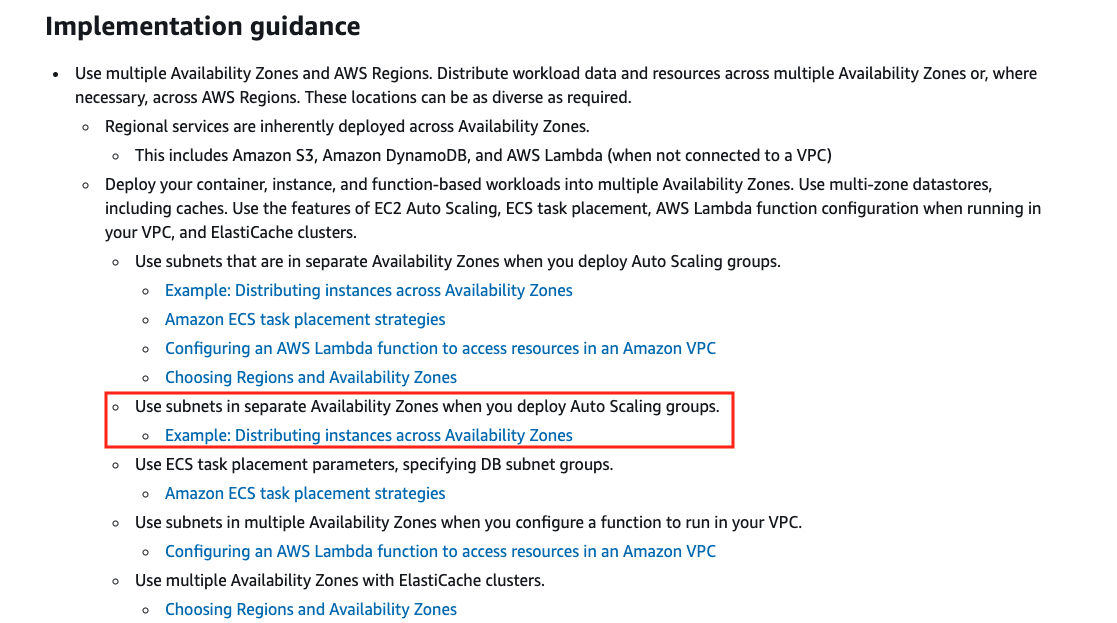 Implementation guidance
• Use multiple Availability Zones and AWS Regions. Distribute workload data and resources across multiple Availability Zones or, where
necessary, across AWS Regions. These locations can be as diverse as required.
◦ Regional services are inherently deployed across Availability Zones.
◦ This includes Amazon S3, Amazon DynamoDB, and AWS Lambda (when not connected to a VPC)
◦ Deploy your container, instance, and function-based workloads into multiple Availability Zones. Use multi-zone datastores,
including caches. Use the features of EC2 Auto Scaling, ECS task placement, AWS Lambda function configuration when running in
your VPC, and ElastiCache clusters.
◦ Use subnets that are in separate Availability Zones when you deploy Auto Scaling groups.
◦ Example: Distributing instances across Availability Zones
◦ Amazon ECS task placement strategies
◦ Configuring an AWS Lambda function to access resources in an Amazon VPC
◦ Choosing Regions and Availability Zones
◦ Use subnets in separate Availability Zones when you deploy Auto Scaling groups.
◦ Example: Distributing instances across Availability Zones
◦ Use ECS task placement parameters, specifying DB subnet groups.
◦ Amazon ECS task placement strategies
◦ Use subnets in multiple Availability Zones when you configure a function to run in your VPC.
◦ Configuring an AWS Lambda function to access resources in an Amazon VPC
◦ Use multiple Availability Zones with ElastiCache clusters.
◦ Choosing Regions and Availability Zones